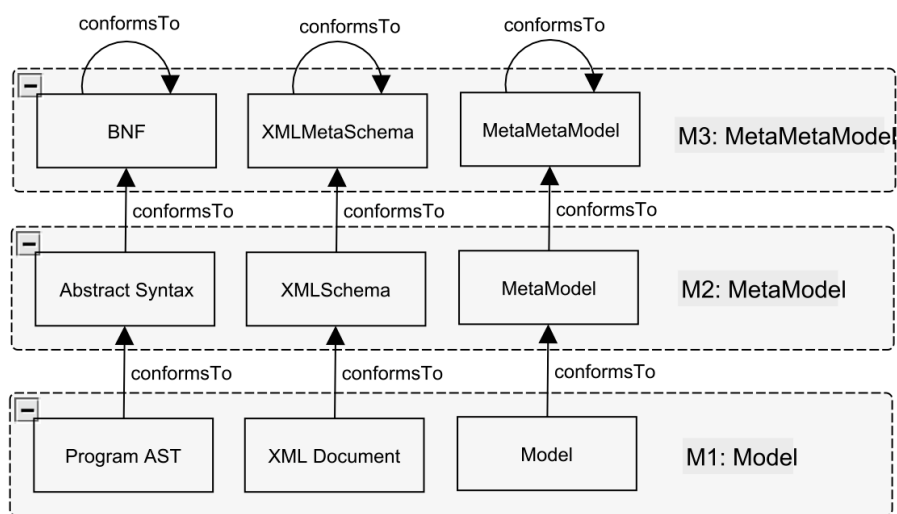 conformsTo
conformsTo
conformsTo
BNF
XMLMetaSchema
MetaMetaModel
M3: MetaMetaModel
conformsTo
conformsTo
conformsTo
Abstract Syntax
XMLSchema
MetaModel
M2: MetaModel
conformsTo
conformsTo
conformsTo
Program AST
XML Document
Model
M1: Model